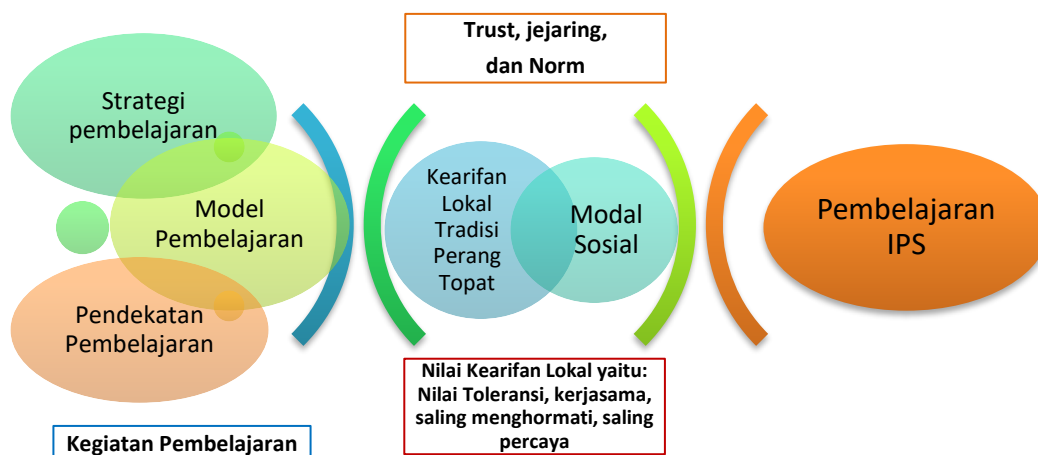 Trust, jejaring,
dan Norm
Strategi
pembelajaran
Model
Pembelajaran
Pendekatan
Pembelajaran
Kegiatan Pembelajaran
Kearifan
Lokal
Tradisi
Perang
Topat
Modal
Sosial
Nilai Kearifan Lokal yaitu:
Nilai Toleransi, kerjasama,
saling menghormati, saling
percaya
Pembelajaran
IPS